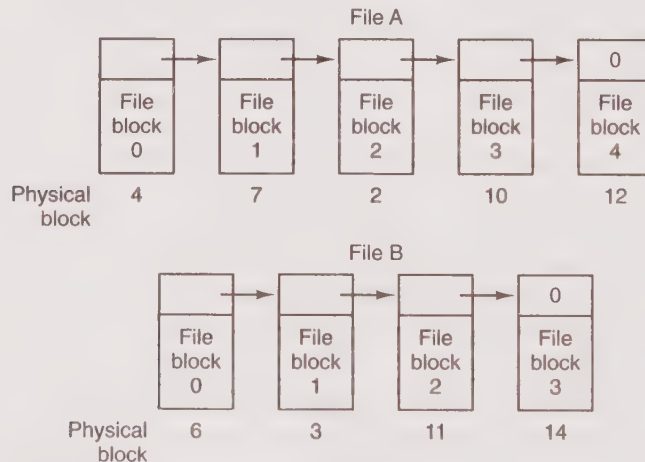 File A
0
File File File File File
block block block block block
0 1 2 3 4
Physical 4 7 2 10 12
block
File B
0
File File File File
block block block block
0 1 2 3
Physical 6 3 11 14
block